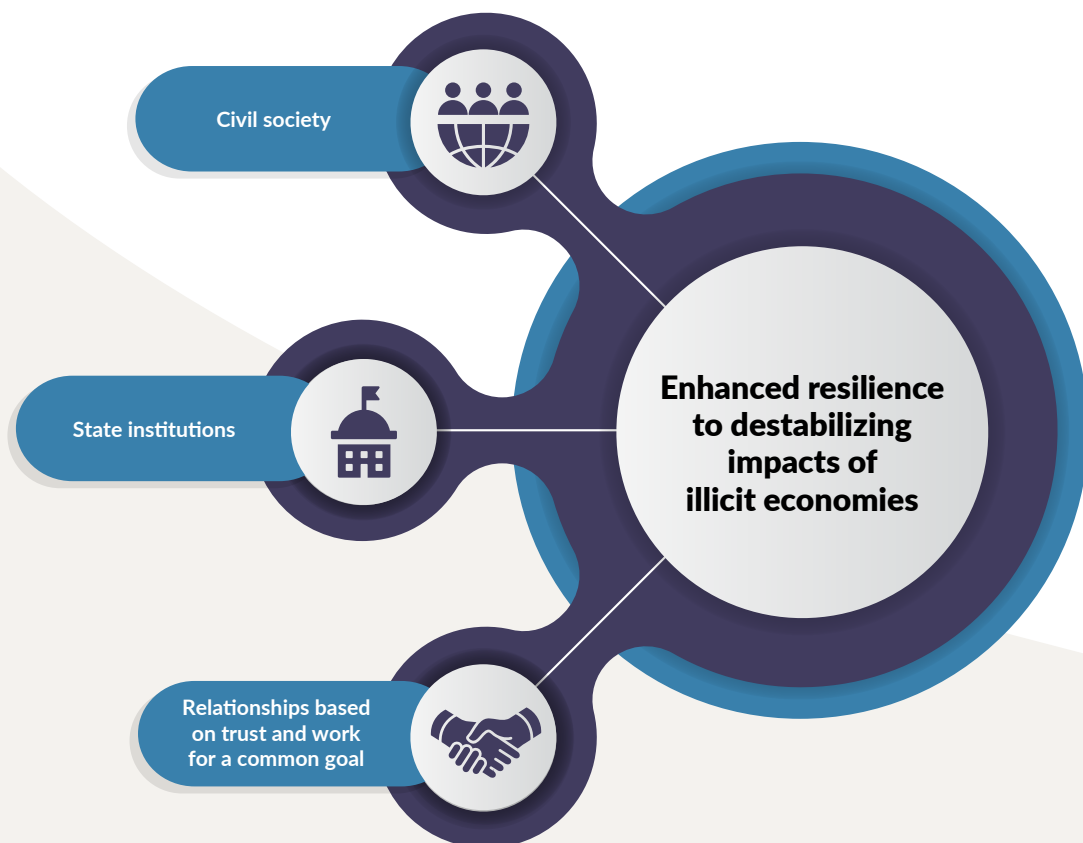 Civil society
State institutions
Enhanced resilience
to destabilizing
impacts of
illicit economies
Relationships based
on trust and work
for a common goal